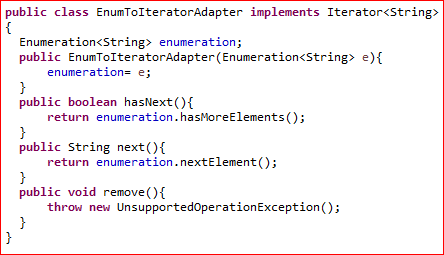 public class EnumToIteratorAdapter implements Iterator<String>
{
  Enumeration<String> enumeration;
  public EnumToIteratorAdapter(Enumeration<String> e){
      enumeration= e;
  }
  public boolean hasNext(){
      return enumeration.hasMoreElements();
  }
  public String next(){
      return enumeration.nextElement();
  }
  public void remove(){
      throw new UnsupportedOperationException();
  }
}